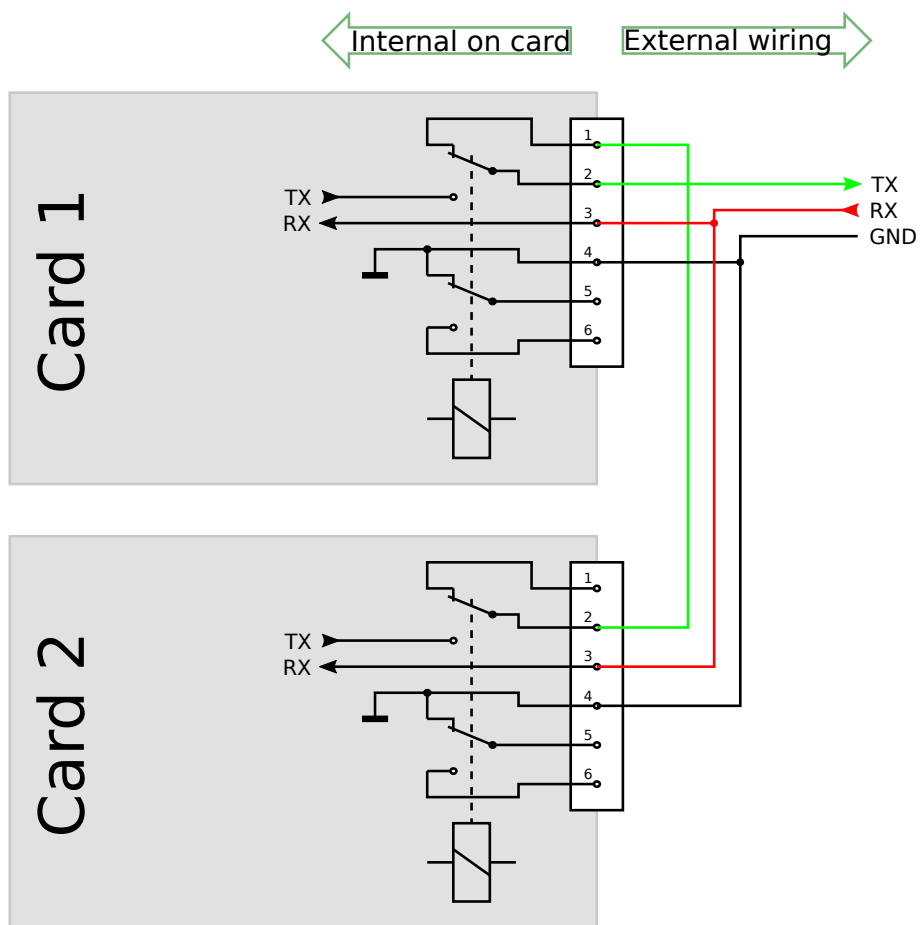 Internal on card
External wiring
Card 1
TX
RX
1
2
3
4
5
6
TX
RX
GND
Card 2
TX
RX
1
2
3
4
5
6